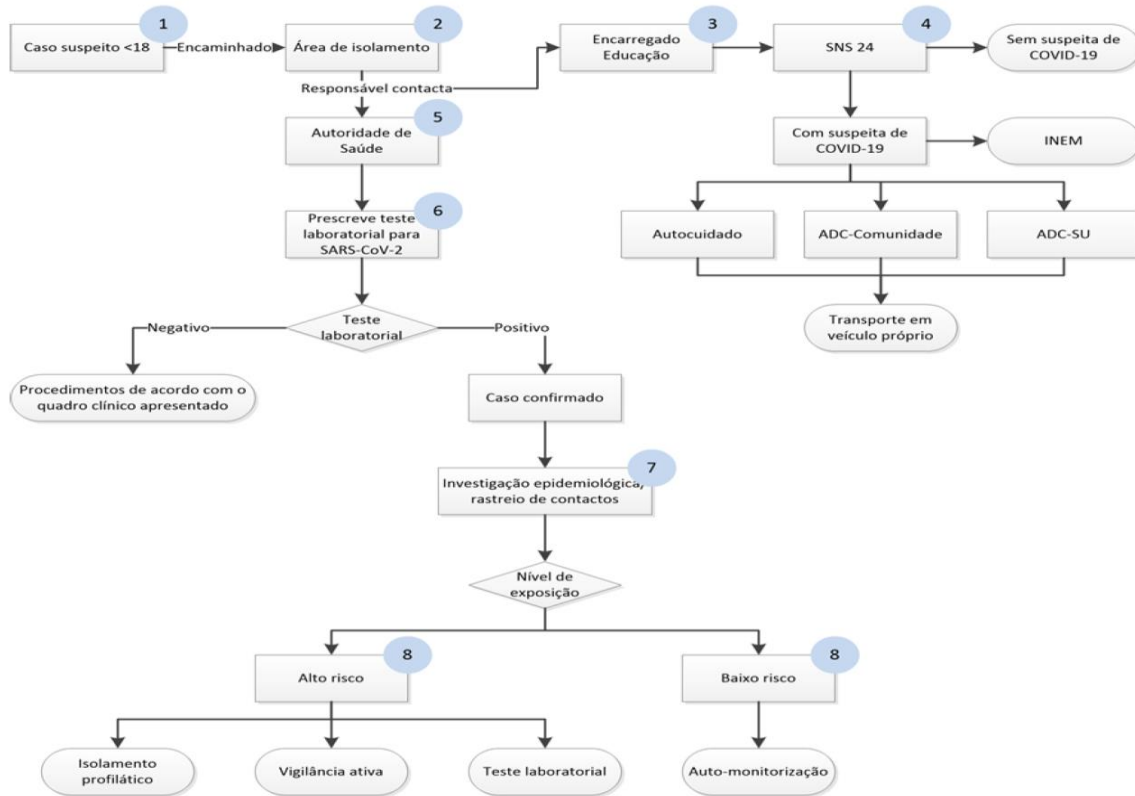 1
2
3
4
Caso suspeito <18
Encaminhado
Área de isolamento
Encarregado
Educação
SNS 24
Sem suspeita de
COVID-19
Responsável contacta
5
Autoridade de
Saúde
Com suspeita de
COVID-19
INEM
6
Prescreve teste
laboratorial para
SARS-CoV-2
Autocuidado
ADC-Comunidade
ADC-SU
Negativo
Teste
laboratorial
Positivo
Transporte em
veículo próprio
Procedimentos de acordo com o
quadro clínico apresentado
Caso confirmado
7
Investigação epidemiológica/
rastreio de contactos
Nível de
exposição
8
8
Alto risco
Baixo risco
Isolamento
profilático
Vigilância ativa
Teste laboratorial
Auto-monitorização